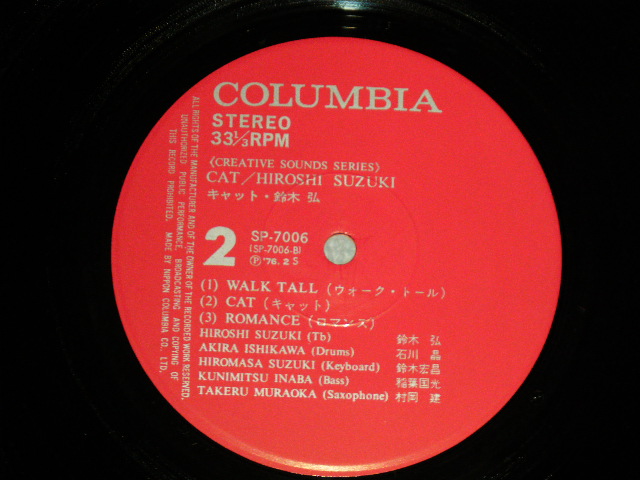 COLUMBIA
STEREO
33⅓RPM
〈CREATIVE SOUNDS SERIES〉
CAT/HIROSHI SUZUKI
キャット・鈴木 弘
2
SP-7006
(SP-7006-B)
Ⓟ'76. 2 S
(1) WALK TALL (ウォーク・トール)
(2) CAT (キャット)
(3) ROMANCE (ロマンス)
HIROSHI SUZUKI (Tb) 鈴木 弘
AKIRA ISHIKAWA (Drums) 石川 晶
HIROMASA SUZUKI (Keyboard) 鈴木宏昌
KUNIMITSU INABA (Bass) 稲葉国光
TAKERU MURAOKA (Saxophone) 村岡 建
ALL RIGHTS OF THE MANUFACTURER AND OF THE OWNER OF THE RECORDED WORK RESERVED.
UNAUTHORIZED PUBLIC PERFORMANCE, BROADCASTING AND COPYING OF
THIS RECORD PROHIBITED. MADE BY NIPPON COLUMBIA CO. LTD.